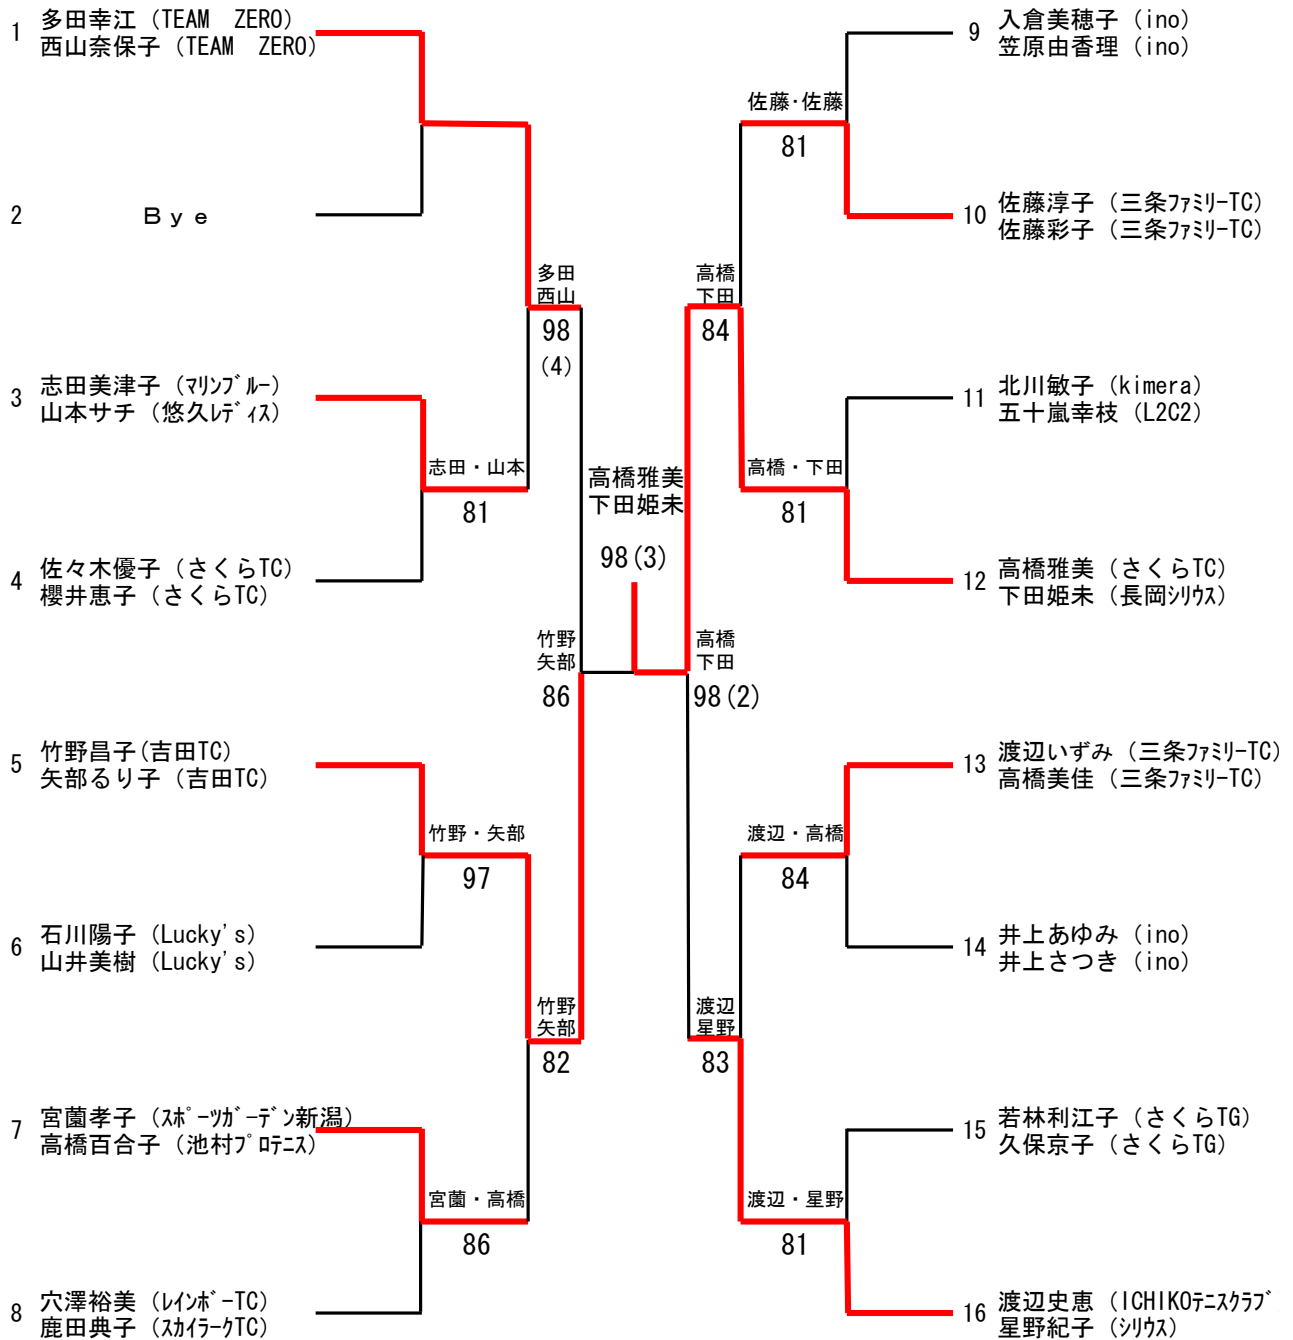 1
多田幸江（TEAM　ZERO）
西山奈保子（TEAM　ZERO）
2
Ｂｙｅ
多田
西山
98
(4)
3
志田美津子（ﾏﾘﾝﾌﾞﾙｰ）
山本サチ（悠久ﾚﾃﾞｨｽ）
志田・山本
81
4
佐々木優子（さくらTC）
櫻井恵子（さくらTC）
竹野
矢部
86
5
竹野昌子(吉田TC)
矢部るり子（吉田TC）
竹野・矢部
97
6
石川陽子（Lucky's）
山井美樹（Lucky's）
竹野
矢部
82
7
宮薗孝子（ｽﾎﾟｰﾂｶﾞｰﾃﾞﾝ新潟）
高橋百合子（池村ﾌﾟﾛﾃﾆｽ）
宮薗・高橋
86
8
穴澤裕美（ﾚｲﾝﾎﾞｰTC）
鹿田典子（ｽｶｲﾗｰｸTC）
高橋雅美
下田姫未
98(3)
9
入倉美穂子（ino）
笠原由香理（ino）
佐藤･佐藤
81
10
佐藤淳子（三条ﾌｧﾐﾘｰTC）
佐藤彩子（三条ﾌｧﾐﾘｰTC）
高橋
下田
84
11
北川敏子（kimera）
五十嵐幸枝（L2C2）
高橋・下田
81
12
高橋雅美（さくらTC）
下田姫未（長岡ｼﾘｳｽ）
高橋
下田
98(2)
13
渡辺いずみ（三条ﾌｧﾐﾘｰTC）
高橋美佳（三条ﾌｧﾐﾘｰTC）
渡辺・高橋
84
14
井上あゆみ（ino）
井上さつき（ino）
渡辺
星野
83
15
若林利江子（さくらTG）
久保京子（さくらTG）
渡辺・星野
81
16
渡辺史恵（ICHIKOﾃﾆｽｸﾗﾌﾞ
星野紀子（ｼﾘｳｽ）